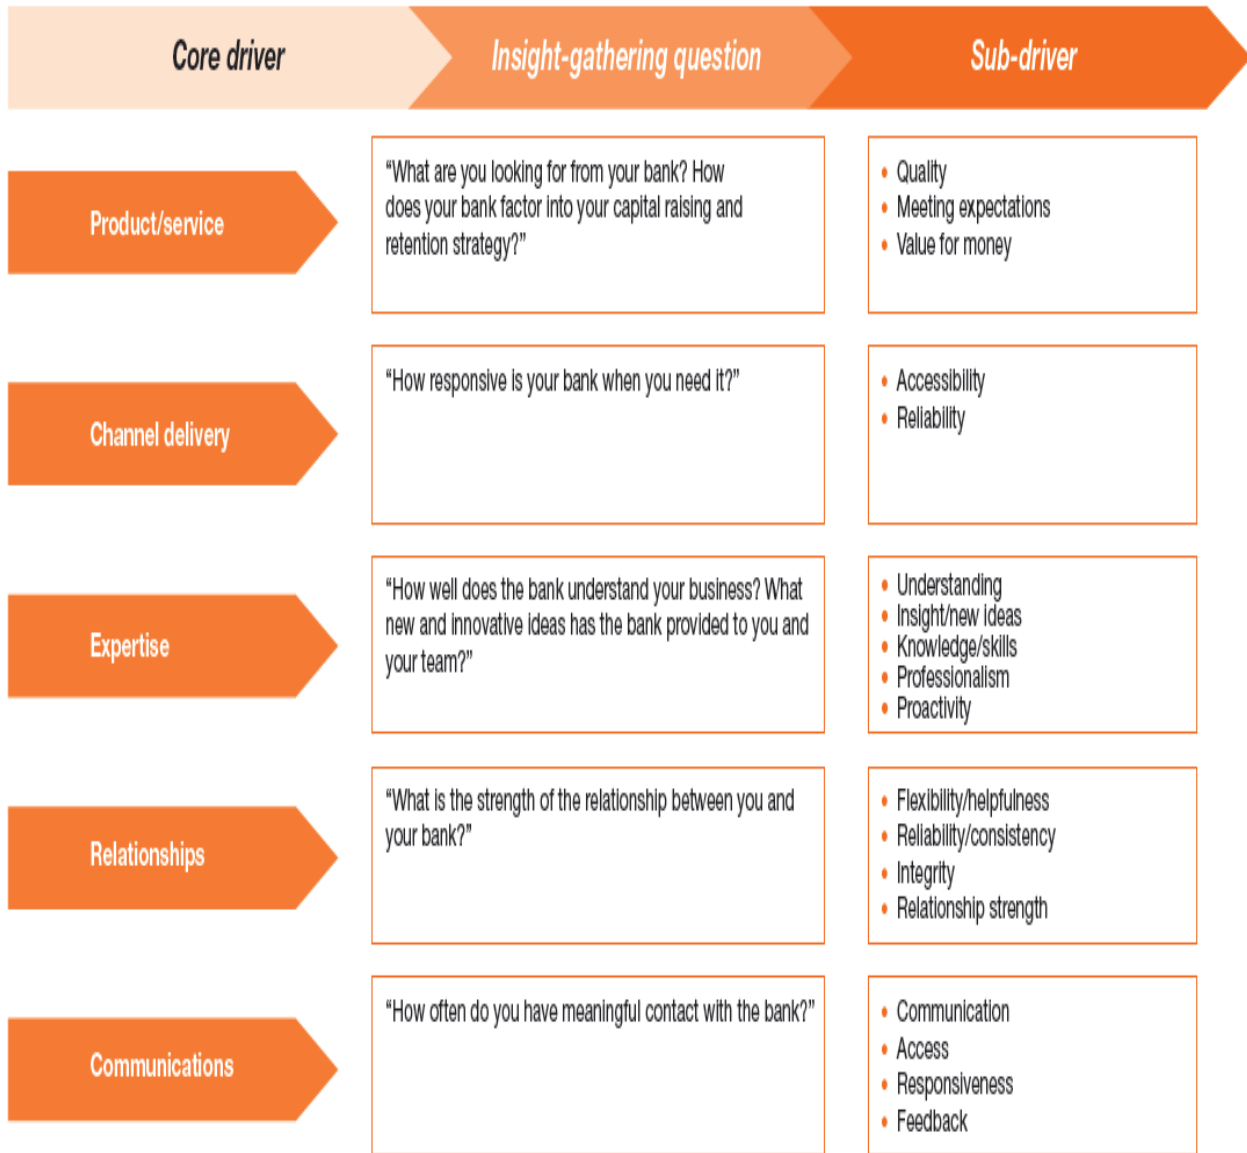 Core driver
Insight-gathering question
Sub-driver
Product/service
“What are you looking for from your bank? How
does your bank factor into your capital raising and
retention strategy?”
• Quality
• Meeting expectations
• Value for money
Channel delivery
“How responsive is your bank when you need it?”
• Accessibility
• Reliability
Expertise
“How well does the bank understand your business? What
new and innovative ideas has the bank provided to you and
your team?”
• Understanding
• Insight/new ideas
• Knowledge/skills
• Professionalism
• Proactivity
Relationships
“What is the strength of the relationship between you and
your bank?”
• Flexibility/helpfulness
• Reliability/consistency
• Integrity
• Relationship strength
Communications
“How often do you have meaningful contact with the bank?”
• Communication
• Access
• Responsiveness
• Feedback